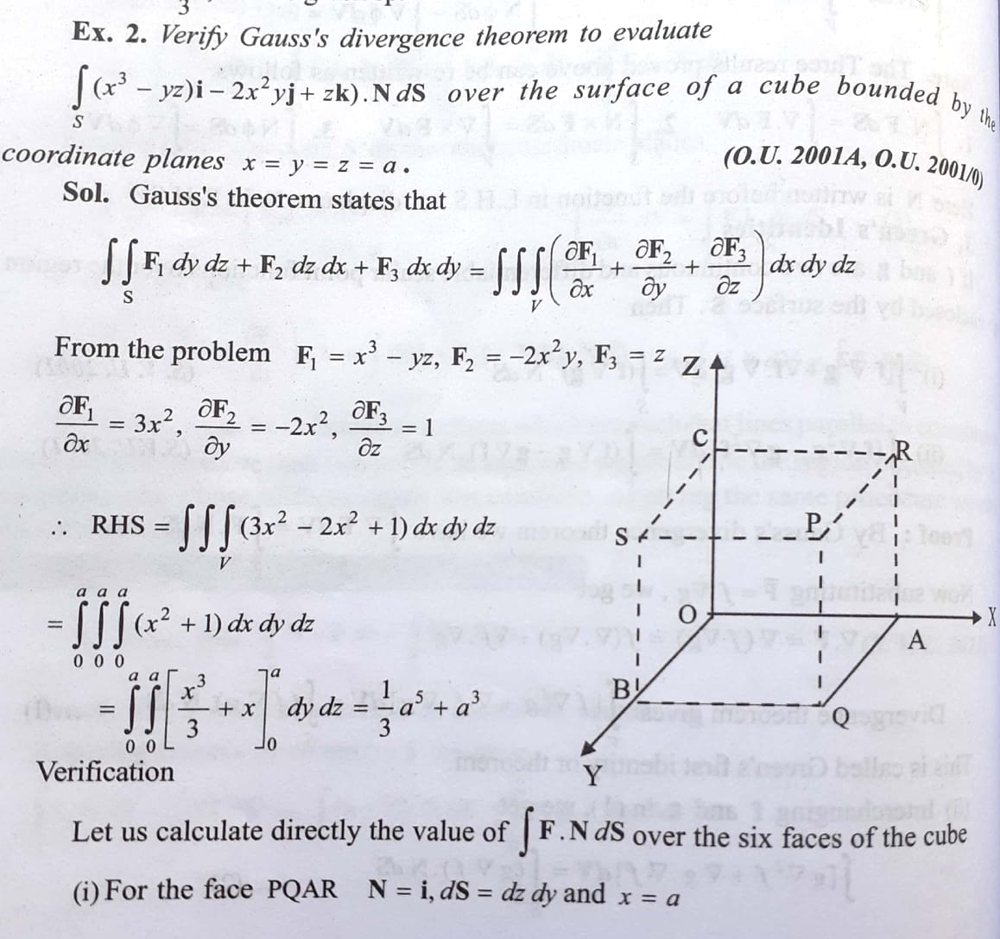 3
Ex. 2. Verify Gauss's divergence theorem to evaluate
∫_S (x³ – yz)i – 2x²yj + zk).N dS over the surface of a cube bounded by the
coordinate planes x = y = z = a.
(O.U. 2001A, O.U. 2001/0)
Sol. Gauss's theorem states that
∬_S F₁ dy dz + F₂ dz dx + F₃ dx dy = ∭_V (∂F₁/∂x + ∂F₂/∂y + ∂F₃/∂z) dx dy dz
From the problem F₁ = x³ – yz, F₂ = –2x²y, F₃ = z
∂F₁/∂x = 3x², ∂F₂/∂y = –2x², ∂F₃/∂z = 1
∴ RHS = ∭_V (3x² – 2x² + 1) dx dy dz
= ∫₀^a ∫₀^a ∫₀^a (x² + 1) dx dy dz
= ∫₀^a ∫₀^a [x³/3 + x]₀^a dy dz = 1/3 a⁵ + a³
Z
C
R
S
P
O
X
A
B
Q
Y
Verification
Let us calculate directly the value of ∫ F.N dS over the six faces of the cube
(i) For the face PQAR N = i, dS = dz dy and x = a